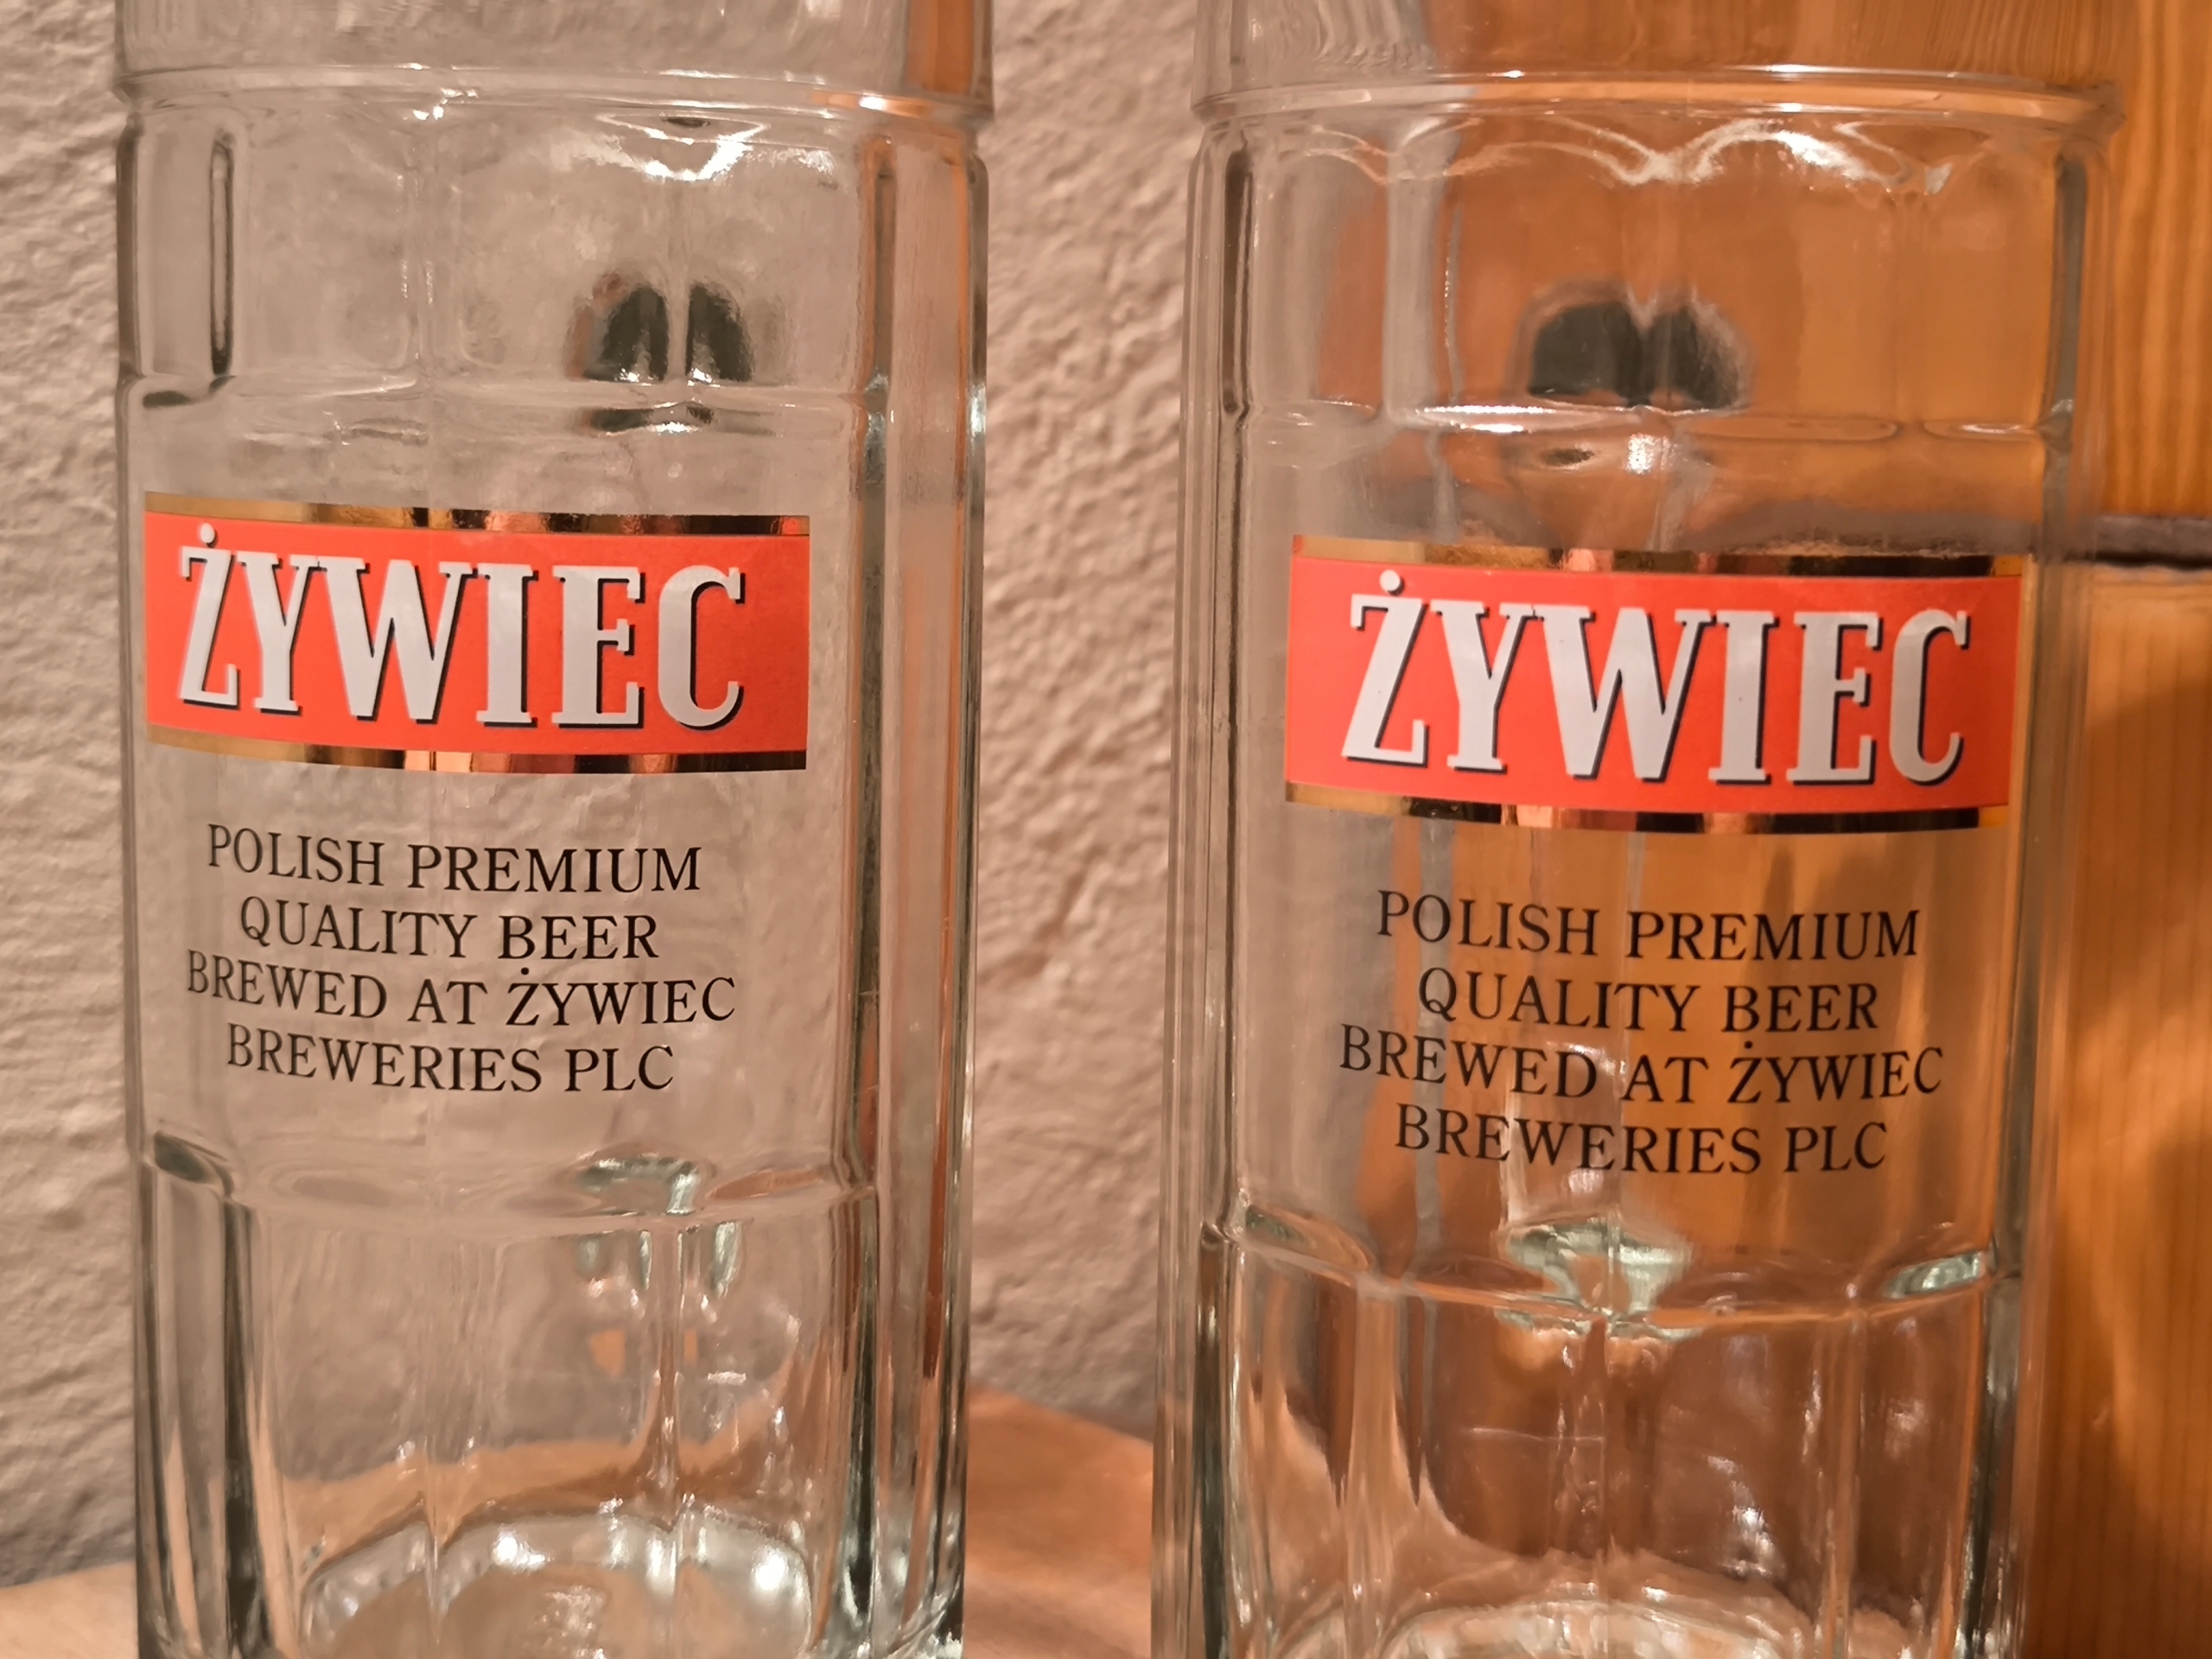 ŻYWIEC
POLISH PREMIUM
QUALITY BEER
BREWED AT ŻYWIEC
BREWERIES PLC
ŻYWIEC
POLISH PREMIUM
QUALITY BEER
BREWED AT ŻYWIEC
BREWERIES PLC